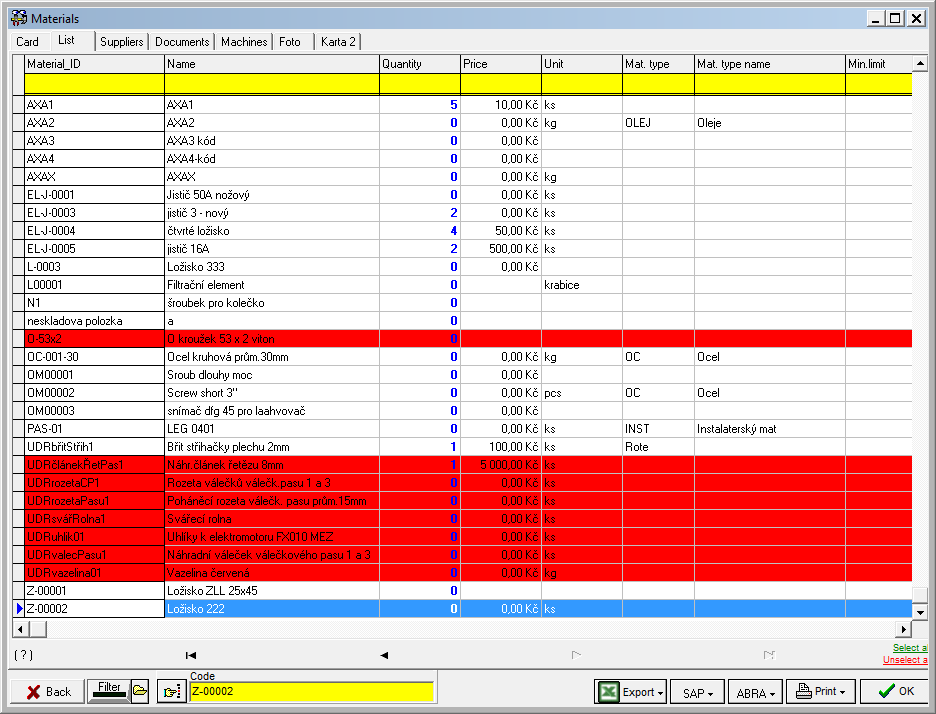 Materials
Card List Suppliers Documents Machines Foto Karta 2
Material_ID Name Quantity Price Unit Mat. type Mat. type name Min.limit
AXA1 AXA1 5 10,00 Kč ks
AXA2 AXA2 0 0,00 Kč kg OLEJ Oleje
AXA3 AXA3 kód 0 0,00 Kč
AXA4 AXA4-kód 0 0,00 Kč
AXAX AXAX 0 0,00 Kč kg
EL-J-0001 Jistič 50A nožový 0 0,00 Kč ks
EL-J-0003 jistič 3 - nový 2 0,00 Kč ks
EL-J-0004 čtvrté ložisko 4 50,00 Kč ks
EL-J-0005 jistič 16A 2 500,00 Kč ks
L-0003 Ložisko 333 0 0,00 Kč
L00001 Filtrační element 0 krabice
N1 šroubek pro kolečko 0
neskladova polozka a 0
O-53x2 O kroužek 53 x 2 viton 0
OC-001-30 Ocel kruhová prům.30mm 0 0,00 Kč kg OC Ocel
OM00001 Sroub dlouhy moc 0 0,00 Kč
OM00002 Screw short 3" 0 0,00 Kč pcs OC Ocel
OM00003 snímač dfg 45 pro laahvovač 0 0,00 Kč
PAS-01 LEG 0401 0 0,00 Kč ks INST Instalaterský mat
UDRbřitStřih1 Břit střihačky plechu 2mm 1 100,00 Kč ks Rote
UDRčlánekŘetPas1 Náhr.článek řetězu 8mm 1 5 000,00 Kč ks
UDRrozetaCP1 Rozeta válečků válečk.pasu 1 a 3 0 0,00 Kč ks
UDRrozetaPasu1 Poháněcí rozeta válečk. pasu prům.15mm 0 0,00 Kč ks
UDRsvářRolna1 Svářecí rolna 0 0,00 Kč ks
UDRuhlik01 Uhlíky k elektromotoru FX010 MEZ 0 0,00 Kč ks
UDRvalecPasu1 Náhradní váleček válečkového pasu 1 a 3 0 0,00 Kč ks
UDRvazelina01 Vazelína červená 0 0,00 Kč kg
Z-00001 Ložisko ZLL 25x45 0
Z-00002 Ložisko 222 0 0,00 Kč ks
(?)
Select a
Unselect a
Back Filter Code Export SAP ABRA Print OK
Z-00002